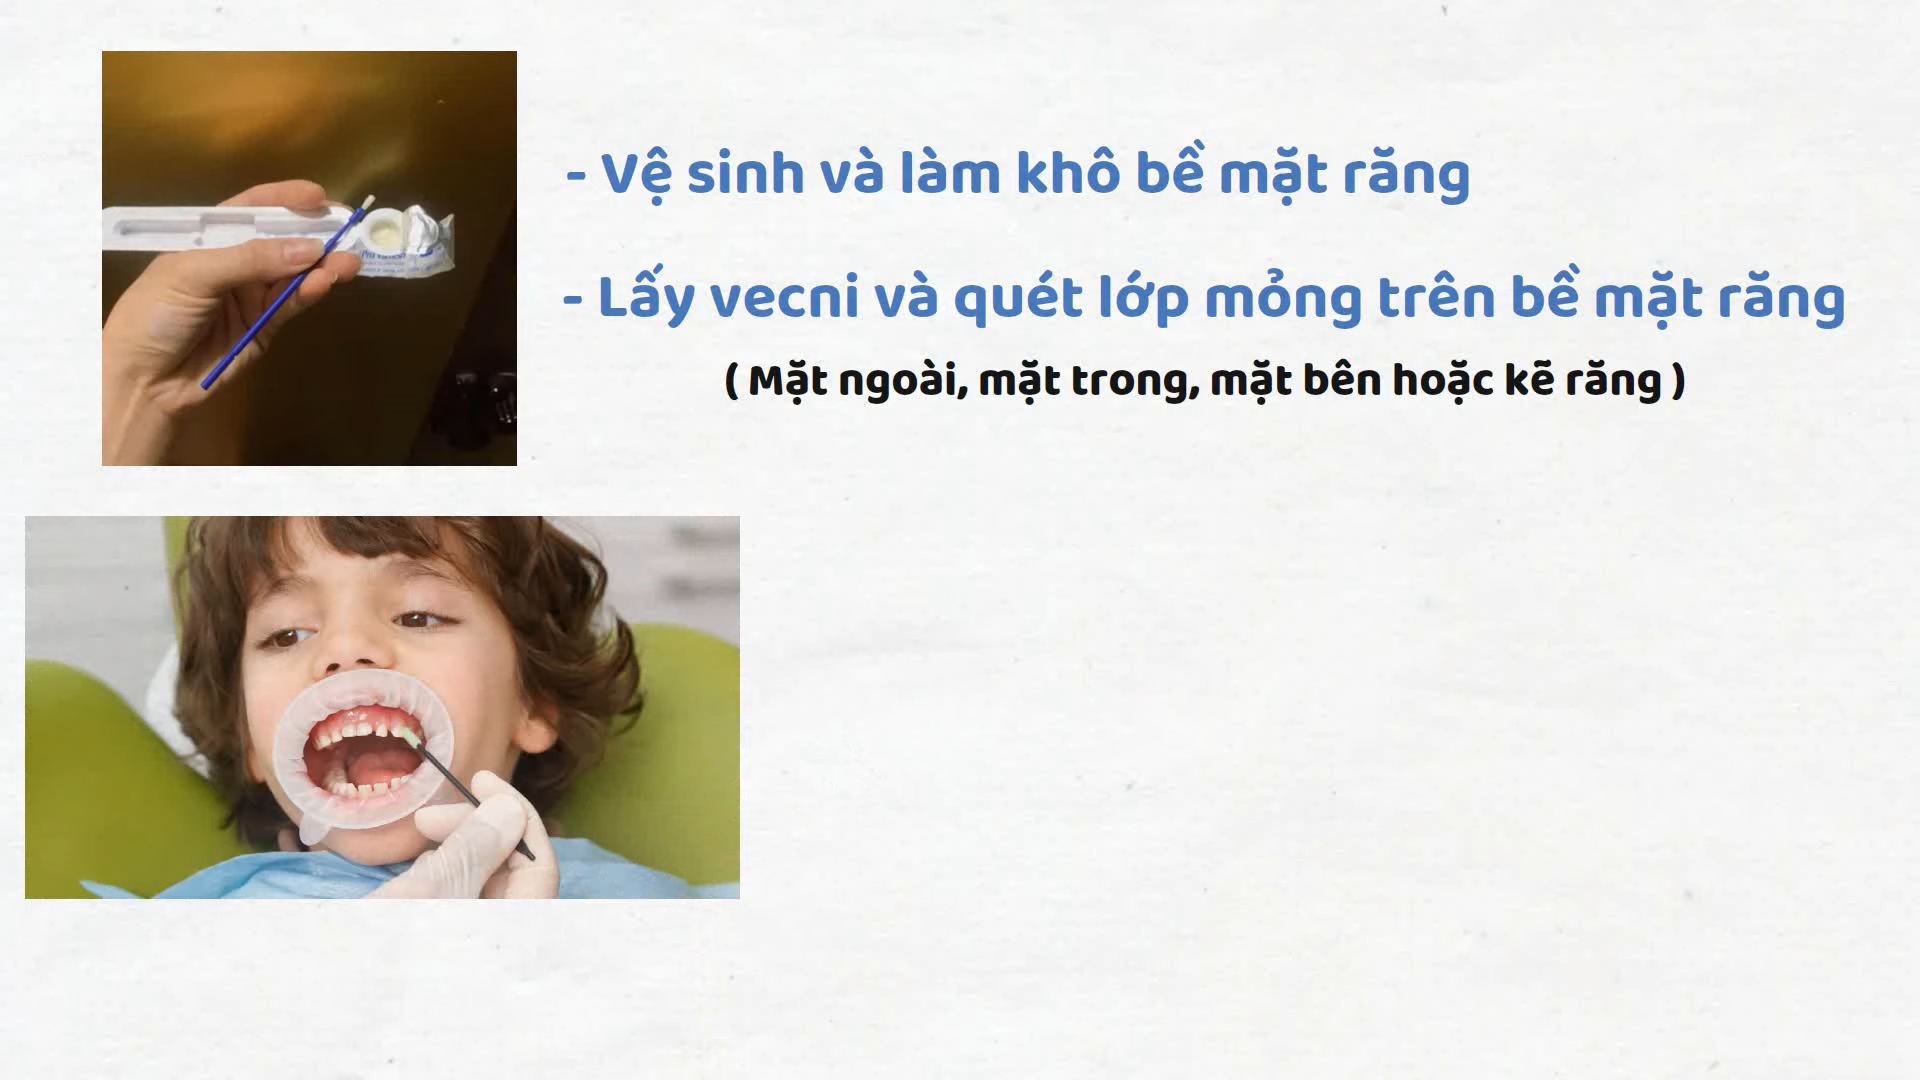 - Vệ sinh và làm khô bề mặt răng
- Lấy vecni và quét lớp mỏng trên bề mặt răng
( Mặt ngoài, mặt trong, mặt bên hoặc kẽ răng )